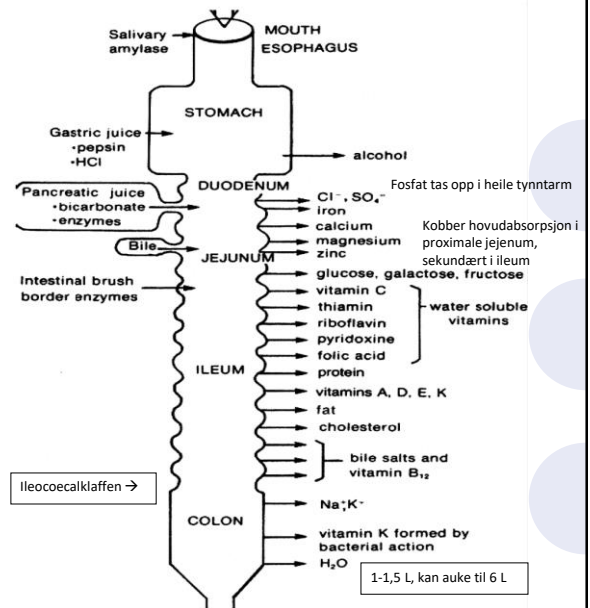 Salivary
amylase
MOUTH
ESOPHAGUS
STOMACH
Gastric juice
•pepsin
•HCl
alcohol
DUODENUM
Fosfat tas opp i heile tynntarm
Pancreatic juice
•bicarbonate
•enzymes
Cl⁻, SO₄⁻
iron
calcium
magnesium
zinc
Kobber hovudabsorpsjon i
proximale jejenum,
sekundært i ileum
Bile
JEJUNUM
glucose, galactose, fructose
Intestinal brush
border enzymes
vitamin C
thiamin
riboflavin
pyridoxine
folic acid
water soluble
vitamins
ILEUM
protein
vitamins A, D, E, K
fat
cholesterol
bile salts and
vitamin B₁₂
Ileocoecalklaffen →
Na⁺,K⁺
COLON
vitamin K formed by
bacterial action
H₂O
1-1,5 L, kan auke til 6 L